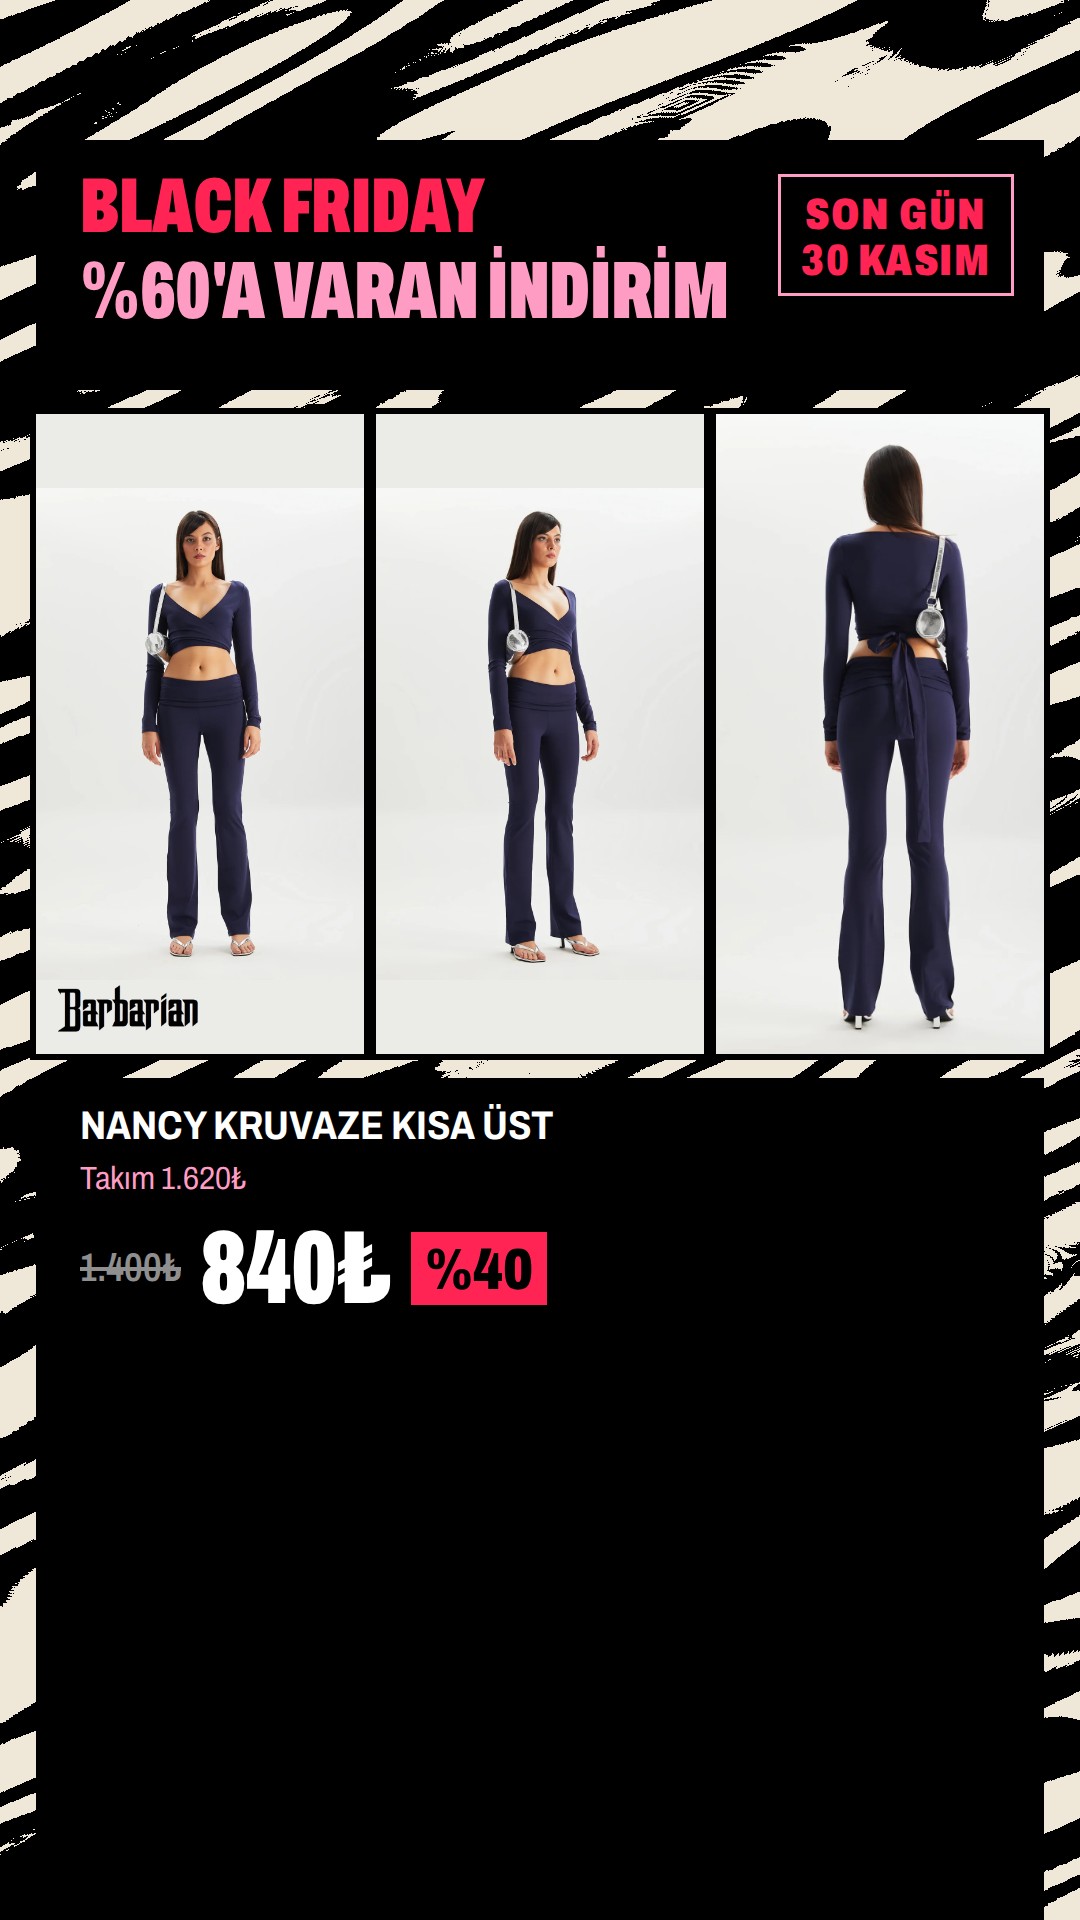 BLACK FRIDAY
%60'A VARAN İNDİRİM
SON GÜN
30 KASIM
Barbarian
NANCY KRUVAZE KISA ÜST
Takım 1.620₺
1.400₺ 840₺ %40